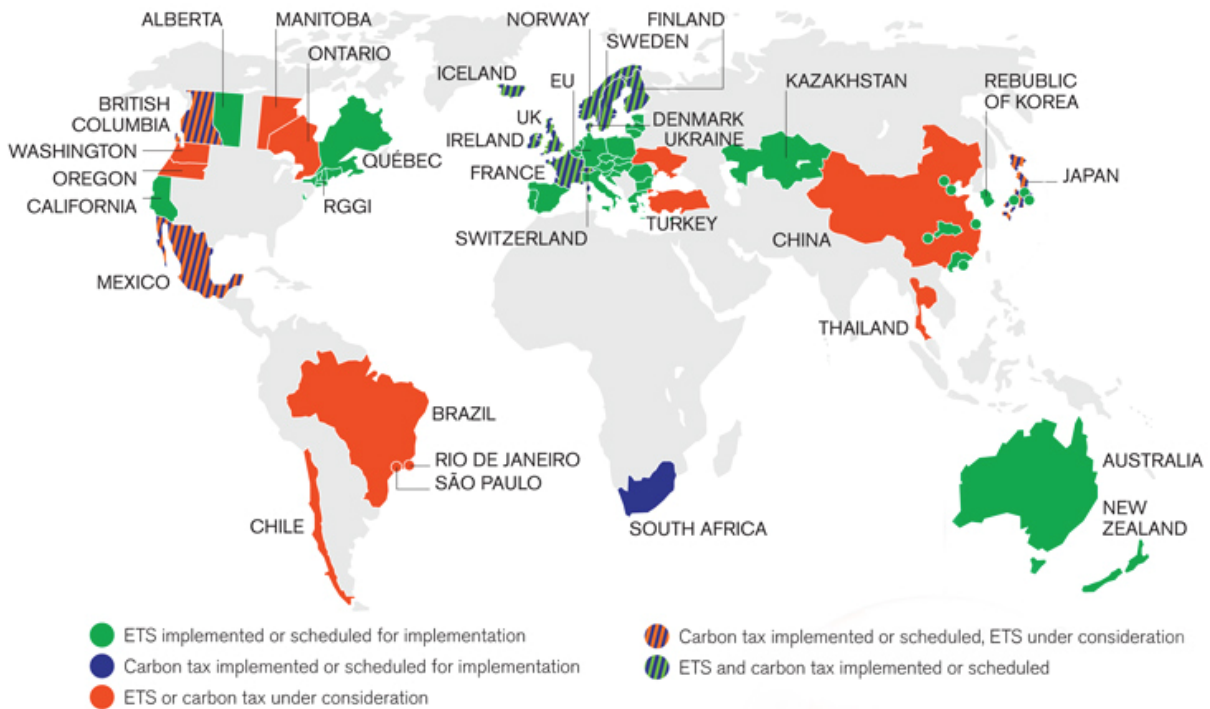 ALBERTA
MANITOBA
ONTARIO
BRITISH
COLUMBIA
WASHINGTON
OREGON
CALIFORNIA
QUÉBEC
RGGI
MEXICO
NORWAY
FINLAND
SWEDEN
ICELAND
EU
UK
IRELAND
DENMARK
UKRAINE
FRANCE
SWITZERLAND
TURKEY
KAZAKHSTAN
REBUBLIC
OF KOREA
JAPAN
CHINA
THAILAND
BRAZIL
RIO DE JANEIRO
SÃO PAULO
CHILE
SOUTH AFRICA
AUSTRALIA
NEW
ZEALAND
ETS implemented or scheduled for implementation
Carbon tax implemented or scheduled for implementation
ETS or carbon tax under consideration
Carbon tax implemented or scheduled, ETS under consideration
ETS and carbon tax implemented or scheduled